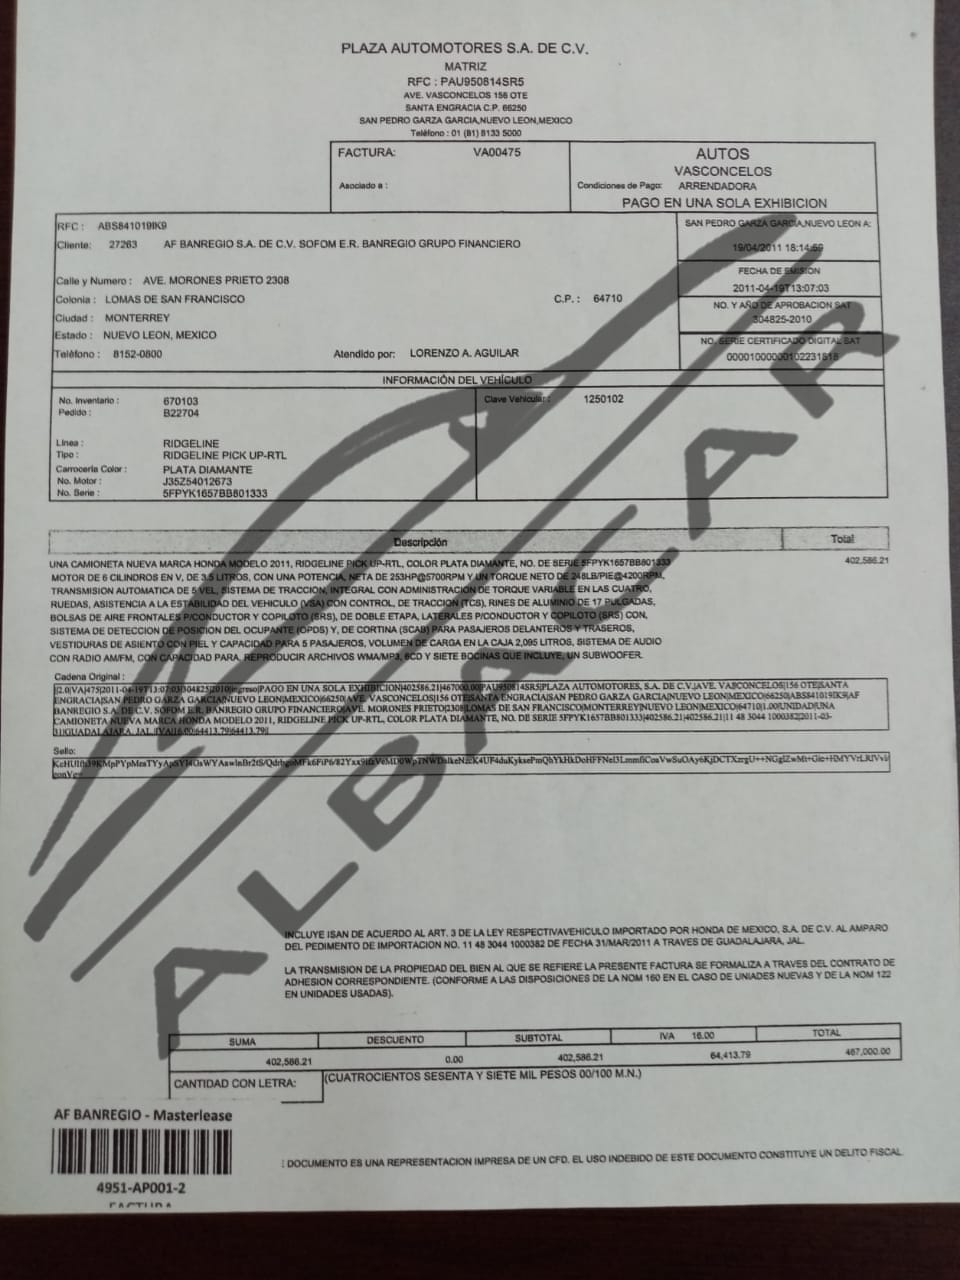 PLAZA AUTOMOTORES S.A. DE C.V.
MATRIZ
RFC : PAU950814SR5
AVE. VASCONCELOS 156 OTE
SANTA ENGRACIA C.P. 66250
SAN PEDRO GARZA GARCIA,NUEVO LEON,MEXICO
Teléfono : 01 (81) 8133 5000
FACTURA: VA00475
Asociado a :
AUTOS
VASCONCELOS
Condiciones de Pago: ARRENDADORA
PAGO EN UNA SOLA EXHIBICION
RFC : ABS841019IK9
Cliente: 27263 AF BANREGIO S.A. DE C.V. SOFOM E.R. BANREGIO GRUPO FINANCIERO
Calle y Numero : AVE. MORONES PRIETO 2308
Colonia : LOMAS DE SAN FRANCISCO C.P. : 64710
Ciudad : MONTERREY
Estado : NUEVO LEON, MEXICO
Teléfono : 8152-0800 Atendido por: LORENZO A. AGUILAR
SAN PEDRO GARZA GARCIA,NUEVO LEON A:
19/04/2011 18:14:59
FECHA DE EMISION
2011-04-19T13:07:03
NO. Y AÑO DE APROBACION SAT
304825-2010
NO. SERIE CERTIFICADO DIGITAL SAT
00001000000102231818
INFORMACIÓN DEL VEHÍCULO
No. Inventario : 670103
Pedido : B22704
Clave Vehicular : 1250102
Línea : RIDGELINE
Tipo : RIDGELINE PICK UP-RTL
Carrocería Color : PLATA DIAMANTE
No. Motor : J35Z54012673
No. Serie : 5FPYK1657BB801333
Descripción Total
UNA CAMIONETA NUEVA MARCA HONDA MODELO 2011, RIDGELINE PICK UP-RTL, COLOR PLATA DIAMANTE, NO. DE SERIE 5FPYK1657BB801333 402,586.21
MOTOR DE 6 CILINDROS EN V, DE 3.5 LITROS, CON UNA POTENCIA, NETA DE 253HP@5700RPM Y UN TORQUE NETO DE 248LB/PIE@4200RPM,
TRANSMISION AUTOMATICA DE 5 VEL, SISTEMA DE TRACCION, INTEGRAL CON ADMINISTRACION DE TORQUE VARIABLE EN LAS CUATRO,
RUEDAS, ASISTENCIA A LA ESTABILIDAD DEL VEHICULO (VSA) CON CONTROL, DE TRACCION (TCS), RINES DE ALUMINIO DE 17 PULGADAS,
BOLSAS DE AIRE FRONTALES P/CONDUCTOR Y COPILOTO (SRS), DE DOBLE ETAPA, LATERALES P/CONDUCTOR Y COPILOTO (SRS) CON,
SISTEMA DE DETECCION DE POSICION DEL OCUPANTE (OPDS) Y, DE CORTINA (SCAB) PARA PASAJEROS DELANTEROS Y TRASEROS,
VESTIDURAS DE ASIENTO CON PIEL Y CAPACIDAD PARA 5 PASAJEROS, VOLUMEN DE CARGA EN LA CAJA 2,095 LITROS, SISTEMA DE AUDIO
CON RADIO AM/FM, CON CAPACIDAD PARA, REPRODUCIR ARCHIVOS WMA/MP3, 6CD Y SIETE BOCINAS QUE INCLUYE, UN SUBWOOFER.
Cadena Original :
||2.0|VA|475|2011-04-19T13:07:03|304825|2010|ingreso|PAGO EN UNA SOLA EXHIBICION|402586.21|467000.00|PAU950814SR5|PLAZA AUTOMOTORES, S.A. DE C.V.|AVE. VASCONCELOS|156 OTE|SANTA
ENGRACIA|SAN PEDRO GARZA GARCIA|NUEVO LEON|MEXICO|66250|AVE. VASCONCELOS|156 OTE|SANTA ENGRACIA|SAN PEDRO GARZA GARCIA|NUEVO LEON|MEXICO|66250|ABS841019IK9|AF
BANREGIO S.A. DE C.V. SOFOM E.R. BANREGIO GRUPO FINANCIERO|AVE. MORONES PRIETO|2308|LOMAS DE SAN FRANCISCO|MONTERREY|NUEVO LEON|MEXICO|64710|1.00|UNIDAD|UNA
CAMIONETA NUEVA MARCA HONDA MODELO 2011, RIDGELINE PICK UP-RTL, COLOR PLATA DIAMANTE, NO. DE SERIE 5FPYK1657BB801333|402586.21|402586.21|11 48 3044 1000382|2011-03-
31|GUADALAJARA, JAL.|IVA|16.00|64413.79|64413.79||
Sello:
ALBACAR
INCLUYE ISAN DE ACUERDO AL ART. 3 DE LA LEY RESPECTIVAVEHICULO IMPORTADO POR HONDA DE MEXICO, S.A. DE C.V. AL AMPARO
DEL PEDIMENTO DE IMPORTACION NO. 11 48 3044 1000382 DE FECHA 31/MAR/2011 A TRAVES DE GUADALAJARA, JAL.
LA TRANSMISION DE LA PROPIEDAD DEL BIEN AL QUE SE REFIERE LA PRESENTE FACTURA SE FORMALIZA A TRAVES DEL CONTRATO DE
ADHESION CORRESPONDIENTE. (CONFORME A LAS DISPOSICIONES DE LA NOM 160 EN EL CASO DE UNIADES NUEVAS Y DE LA NOM 122
EN UNIDADES USADAS).
SUMA DESCUENTO SUBTOTAL IVA 16.00 TOTAL
402,586.21 0.00 402,586.21 64,413.79 467,000.00
CANTIDAD CON LETRA: (CUATROCIENTOS SESENTA Y SIETE MIL PESOS 00/100 M.N.)
AF BANREGIO - Masterlease
4951-AP001-2
FACTURA
DOCUMENTO ES UNA REPRESENTACION IMPRESA DE UN CFD. EL USO INDEBIDO DE ESTE DOCUMENTO CONSTITUYE UN DELITO FISCAL